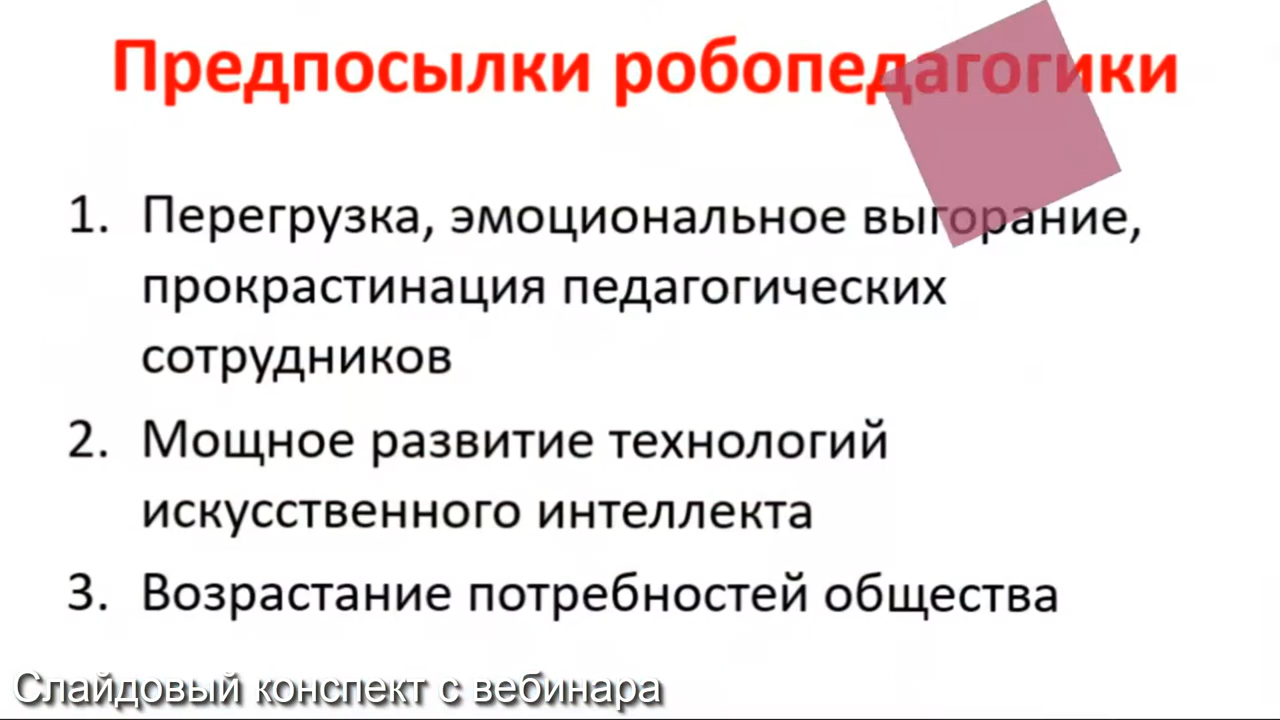 Предпосылки робопедагогики
1. Перегрузка, эмоциональное выгорание,
прокрастинация педагогических
сотрудников
2. Мощное развитие технологий
искусственного интеллекта
3. Возрастание потребностей общества
Слайдовый конспект с вебинара